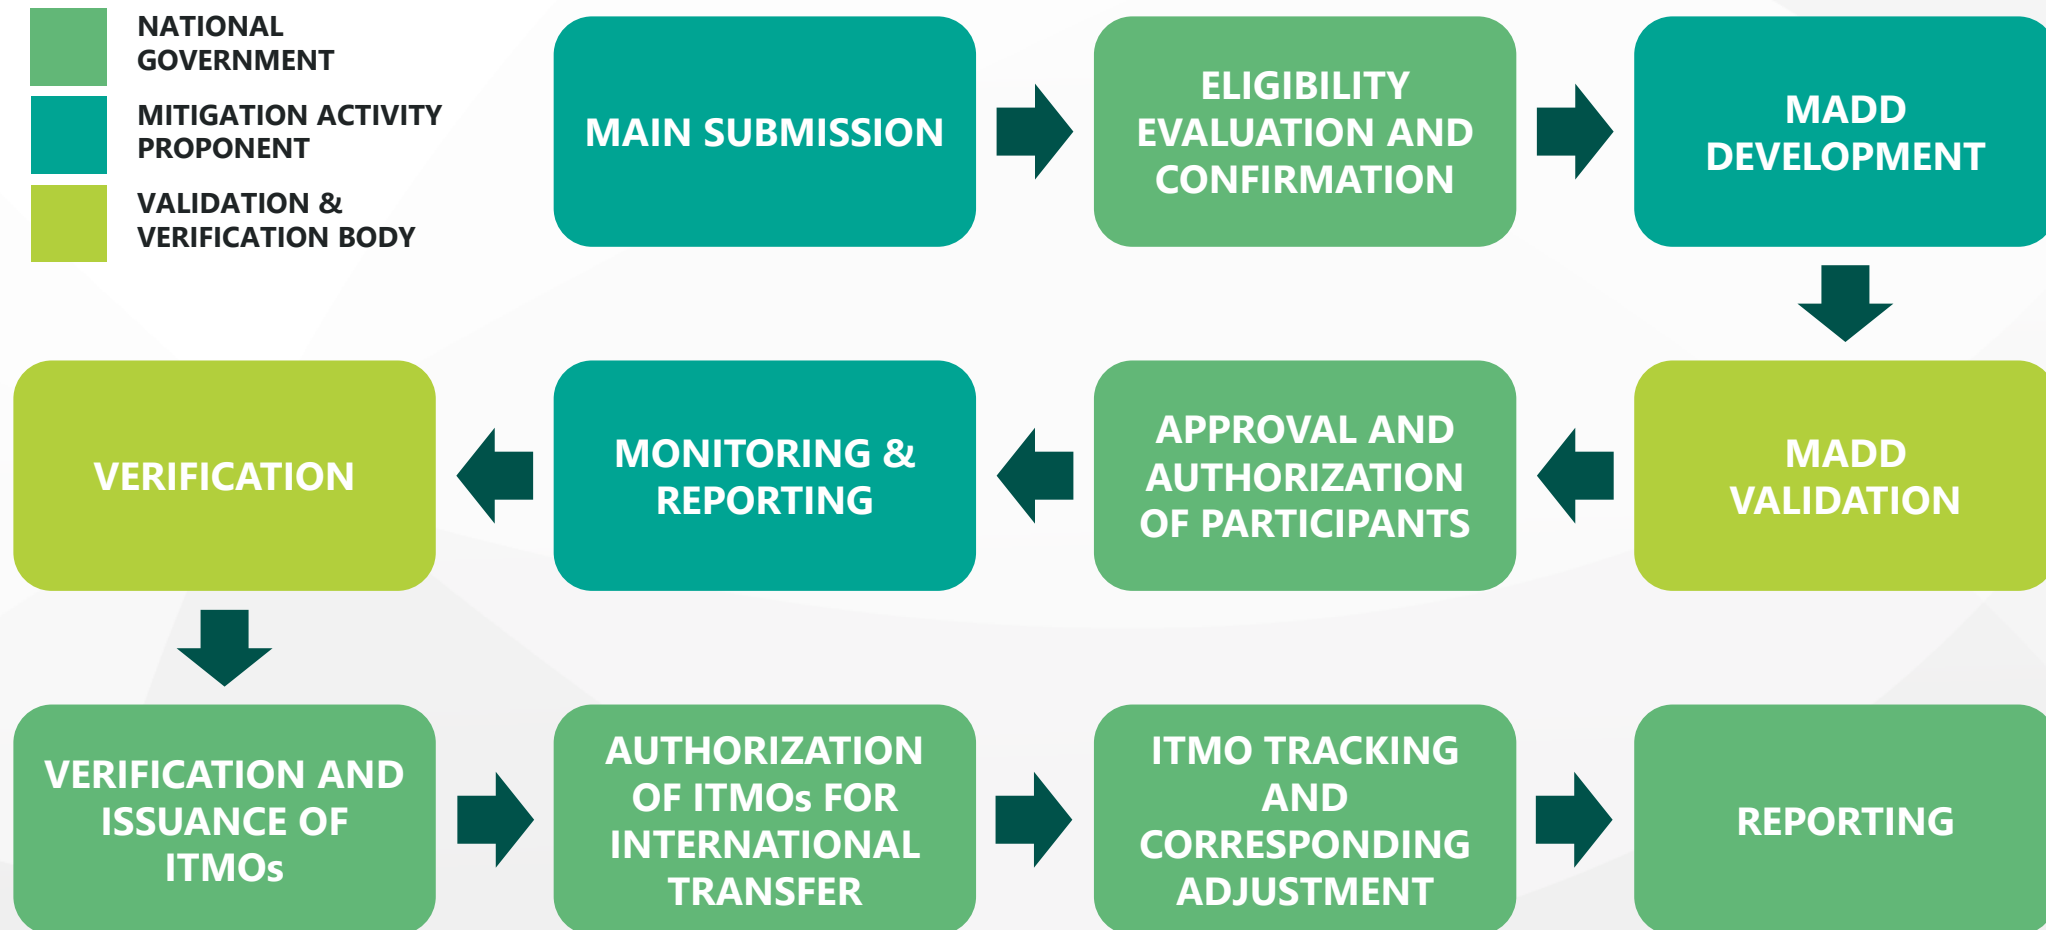 NATIONAL
GOVERNMENT
MITIGATION ACTIVITY
PROPONENT
VALIDATION &
VERIFICATION BODY
MAIN SUBMISSION
ELIGIBILITY
EVALUATION AND
CONFIRMATION
MADD
DEVELOPMENT
MADD
VALIDATION
APPROVAL AND
AUTHORIZATION
OF PARTICIPANTS
MONITORING &
REPORTING
VERIFICATION
VERIFICATION AND
ISSUANCE OF
ITMOs
AUTHORIZATION
OF ITMOs FOR
INTERNATIONAL
TRANSFER
ITMO TRACKING
AND
CORRESPONDING
ADJUSTMENT
REPORTING